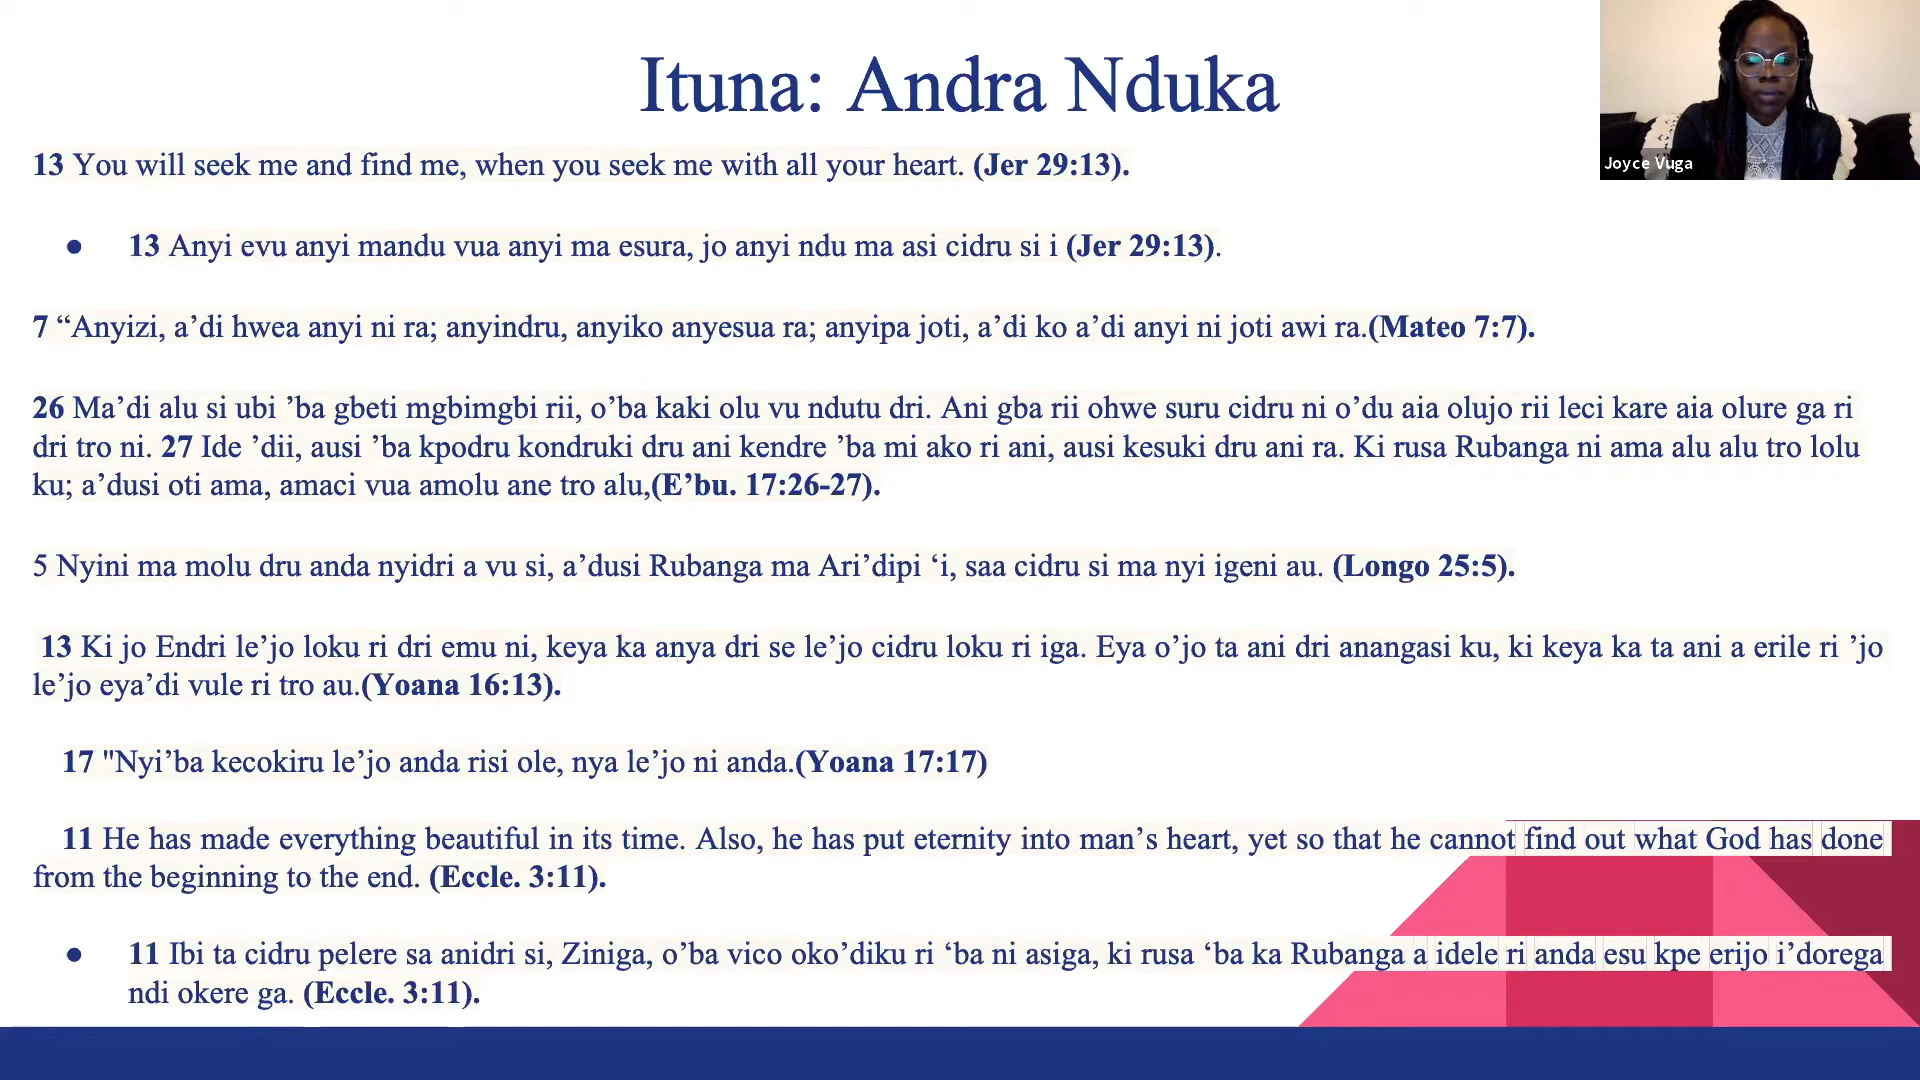 Ituna: Andra Nduka
Joyce Vuga
13 You will seek me and find me, when you seek me with all your heart. (Jer 29:13).
● 13 Anyi evu anyi mandu vua anyi ma esura, jo anyi ndu ma asi cidru si i (Jer 29:13).
7 “Anyizi, a’di hwea anyi ni ra; anyindru, anyiko anyesua ra; anyipa joti, a’di ko a’di anyi ni joti awi ra.(Mateo 7:7).
26 Ma’di alu si ubi ’ba gbeti mgbimgbi rii, o’ba kaki olu vu ndutu dri. Ani gba rii ohwe suru cidru ni o’du aia olujo rii leci kare aia olure ga ri
dri tro ni. 27 Ide ’dii, ausi ’ba kpodru kondruki dru ani kendre ’ba mi ako ri ani, ausi kesuki dru ani ra. Ki rusa Rubanga ni ama alu alu tro lolu
ku; a’dusi oti ama, amaci vua amolu ane tro alu,(E’bu. 17:26-27).
5 Nyini ma molu dru anda nyidri a vu si, a’dusi Rubanga ma Ari’dipi ‘i, saa cidru si ma nyi igeni au. (Longo 25:5).
13 Ki jo Endri le’jo loku ri dri emu ni, keya ka anya dri se le’jo cidru loku ri iga. Eya o’jo ta ani dri anangasi ku, ki keya ka ta ani a erile ri ’jo
le’jo eya’di vule ri tro au.(Yoana 16:13).
17 "Nyi’ba kecokiru le’jo anda risi ole, nya le’jo ni anda.(Yoana 17:17)
11 He has made everything beautiful in its time. Also, he has put eternity into man’s heart, yet so that he cannot find out what God has done
from the beginning to the end. (Eccle. 3:11).
● 11 Ibi ta cidru pelere sa anidri si, Ziniga, o’ba vico oko’diku ri ‘ba ni asiga, ki rusa ‘ba ka Rubanga a idele ri anda esu kpe erijo i’dorega
ndi okere ga. (Eccle. 3:11).